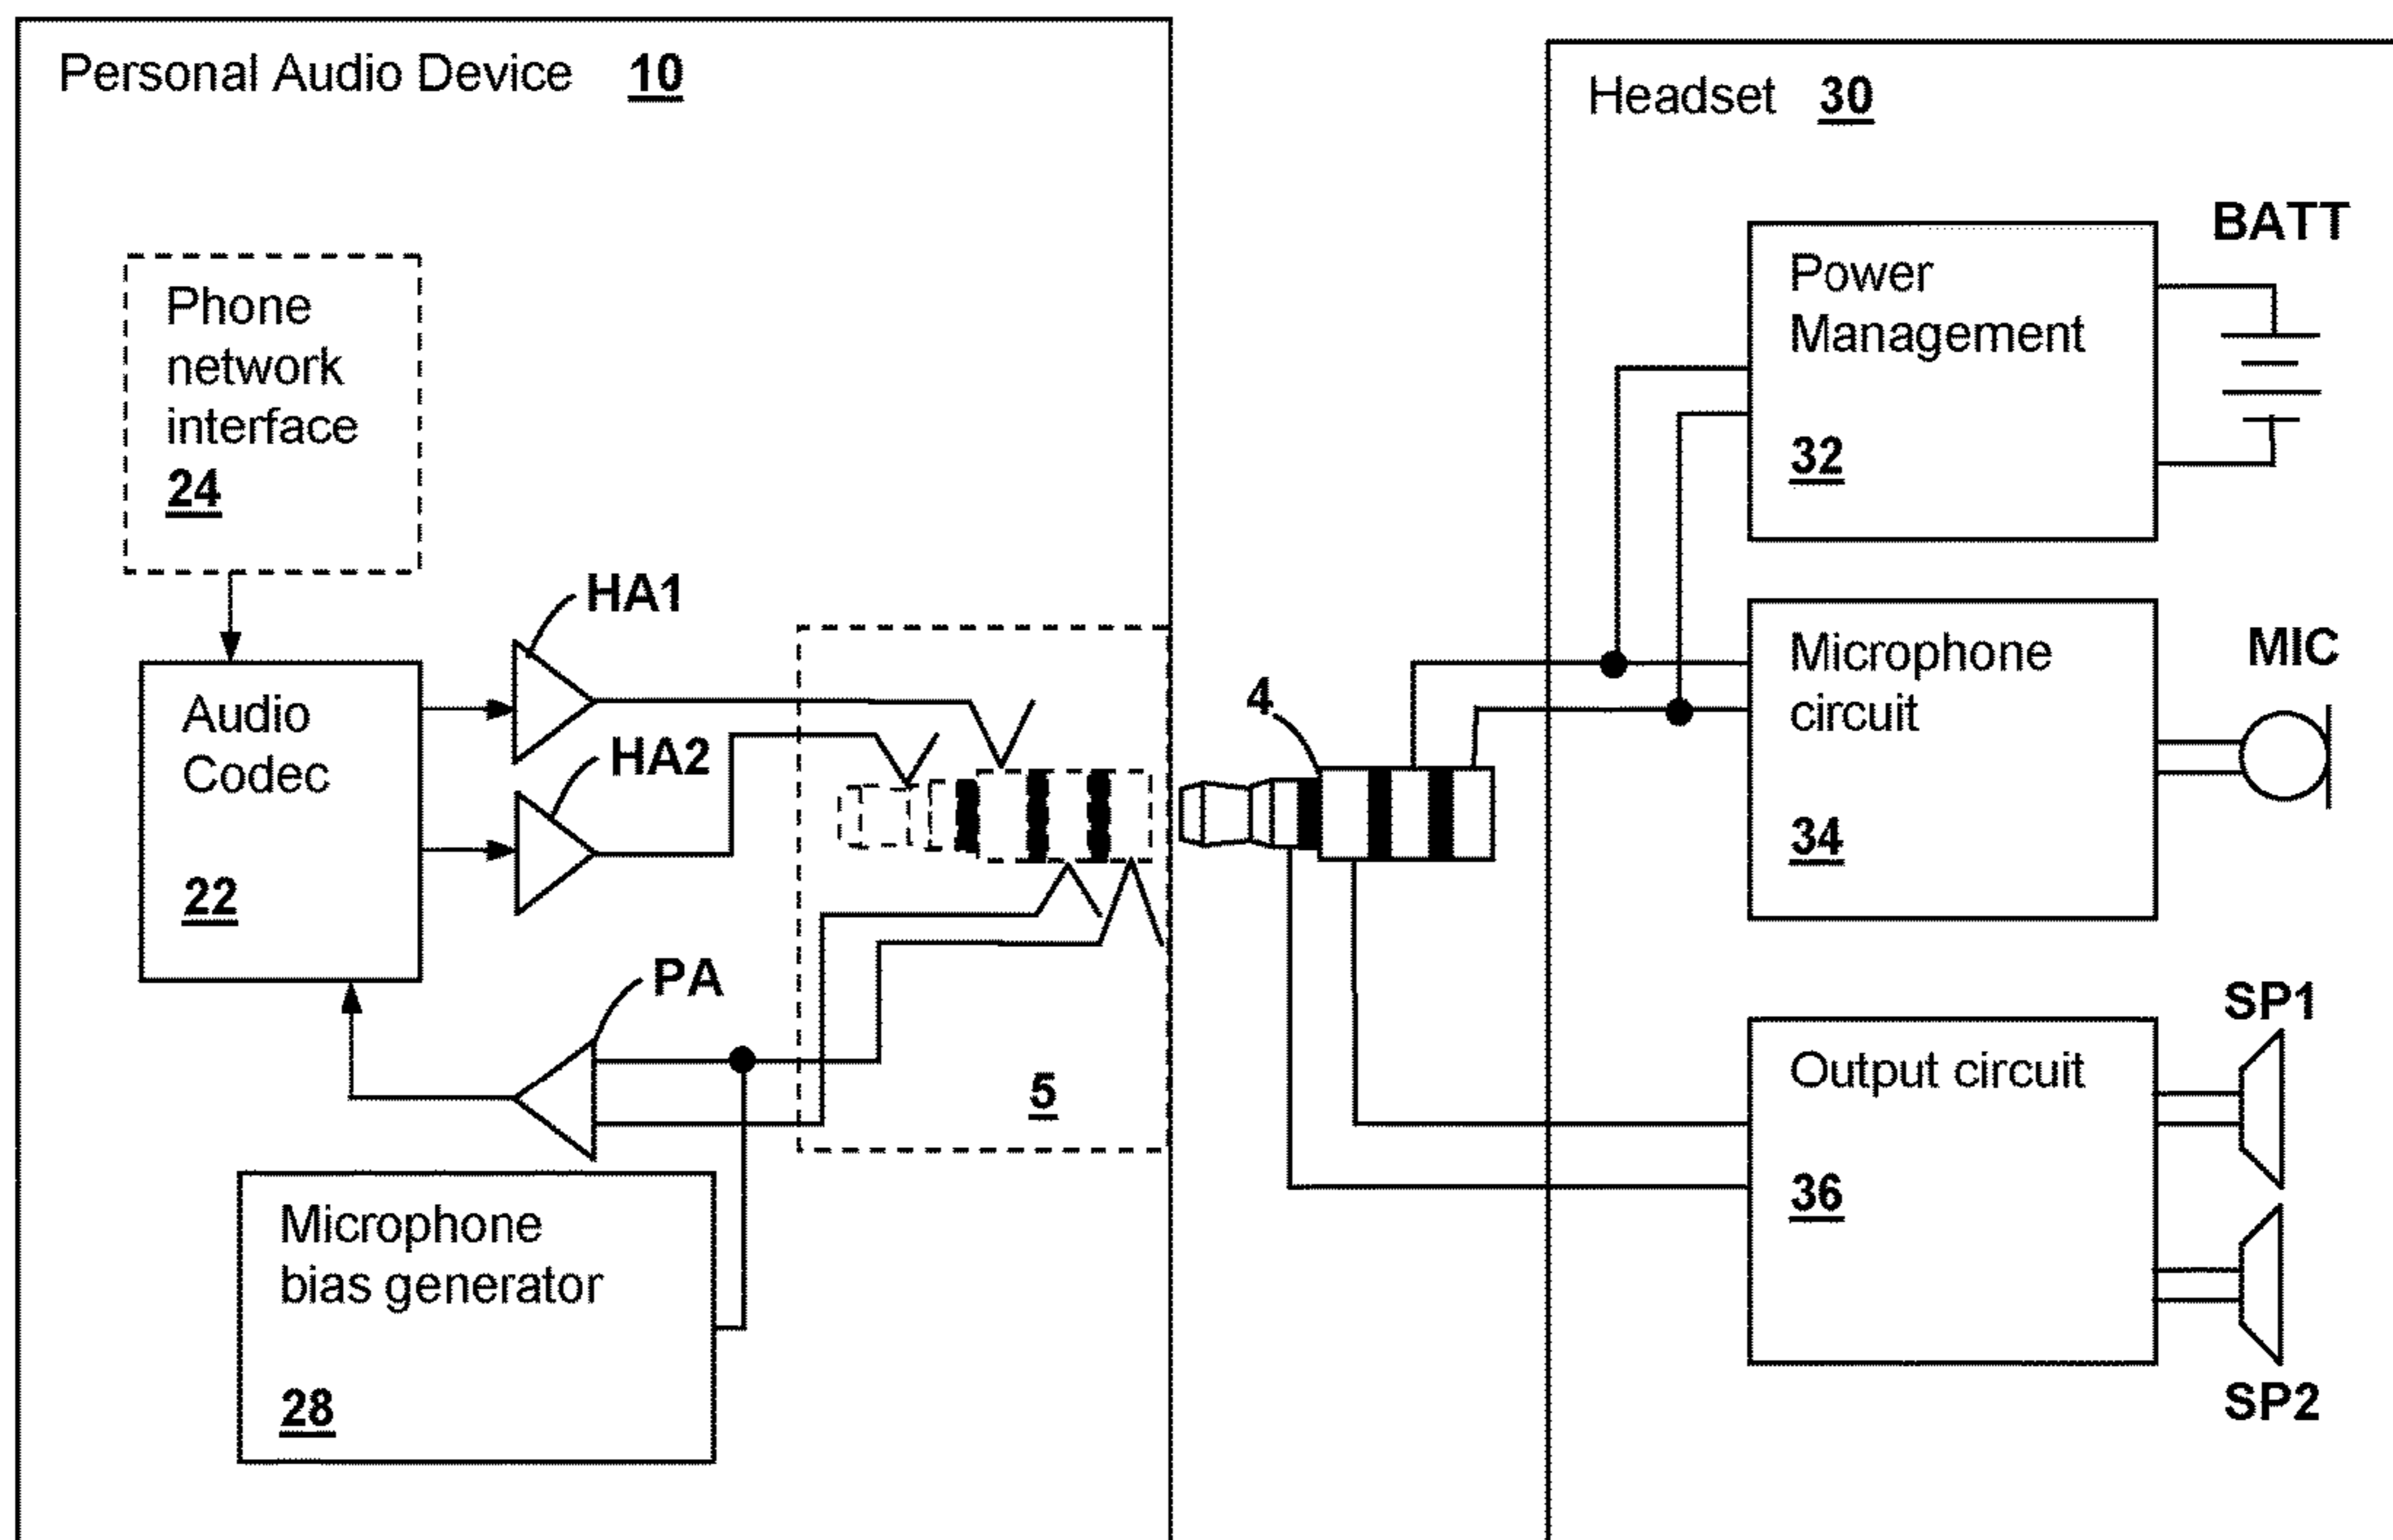 Personal Audio Device 10
Phone
network
interface
24
HA1
Audio
Codec
22
HA2
PA
5
Microphone
bias generator
28
4
Headset 30
Power
Management
32
BATT
Microphone
circuit
34
MIC
Output circuit
36
SP1
SP2